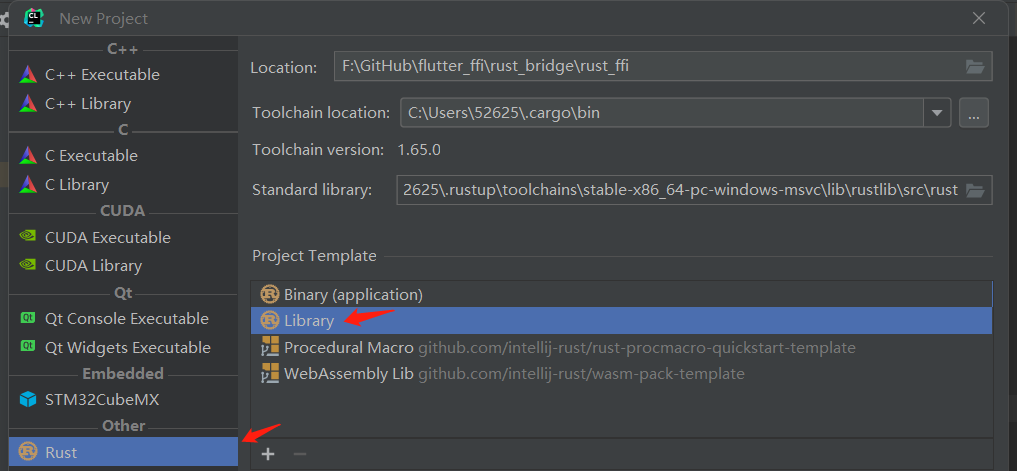 CL
New Project
C++
C++ Executable
C++ Library
C
C Executable
C Library
CUDA
CUDA Executable
CUDA Library
Qt
Qt Qt Console Executable
Qt Qt Widgets Executable
Embedded
STM32CubeMX
Other
Rust
Location: F:\GitHub\flutter_ffi\rust_bridge\rust_ffi
Toolchain location: C:\Users\52625\.cargo\bin ...
Toolchain version: 1.65.0
Standard library: 2625\.rustup\toolchains\stable-x86_64-pc-windows-msvc\lib\rustlib\src\rust
Project Template
Binary (application)
Library
Procedural Macro github.com/intellij-rust/rust-procmacro-quickstart-template
WebAssembly Lib github.com/intellij-rust/wasm-pack-template
+ −